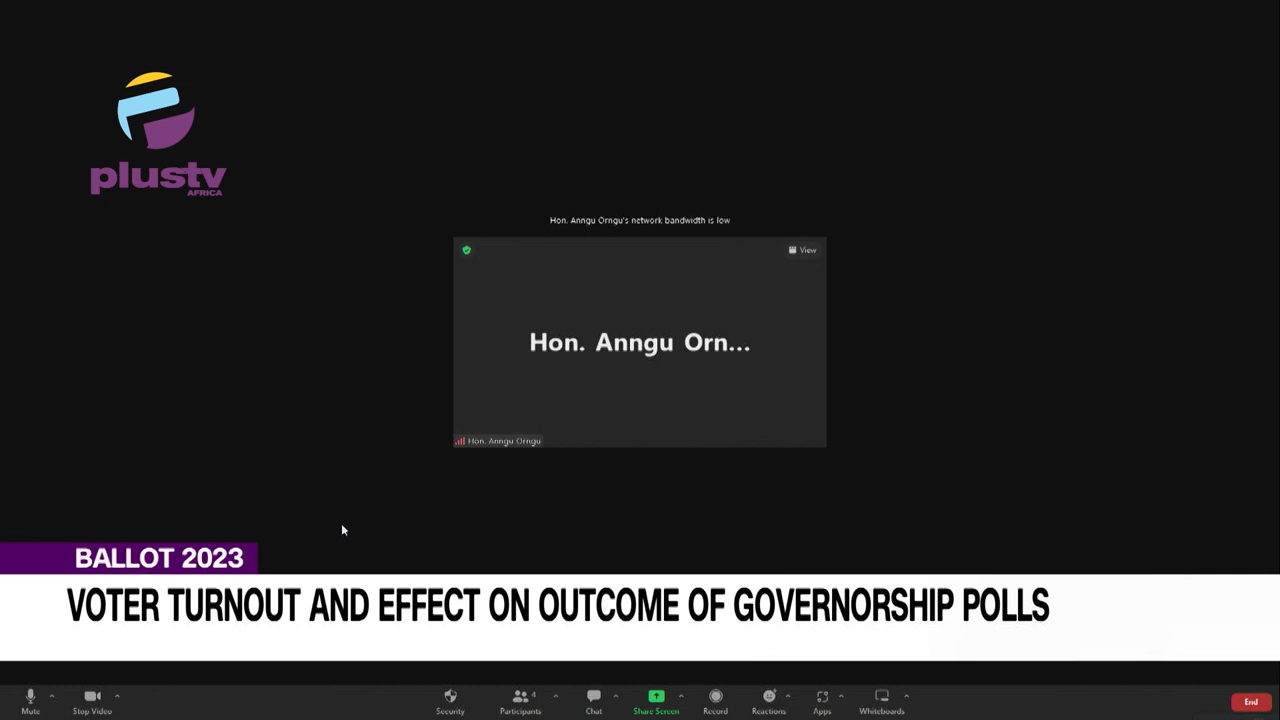 plustv
AFRICA
Hon. Anngu Orngu's network bandwidth is low
View
Hon. Anngu Orn...
Hon. Anngu Orngu
BALLOT 2023
VOTER TURNOUT AND EFFECT ON OUTCOME OF GOVERNORSHIP POLLS
Mute
Stop Video
Security
Participants
4
Chat
Share Screen
Record
Reactions
Apps
Whiteboards
End